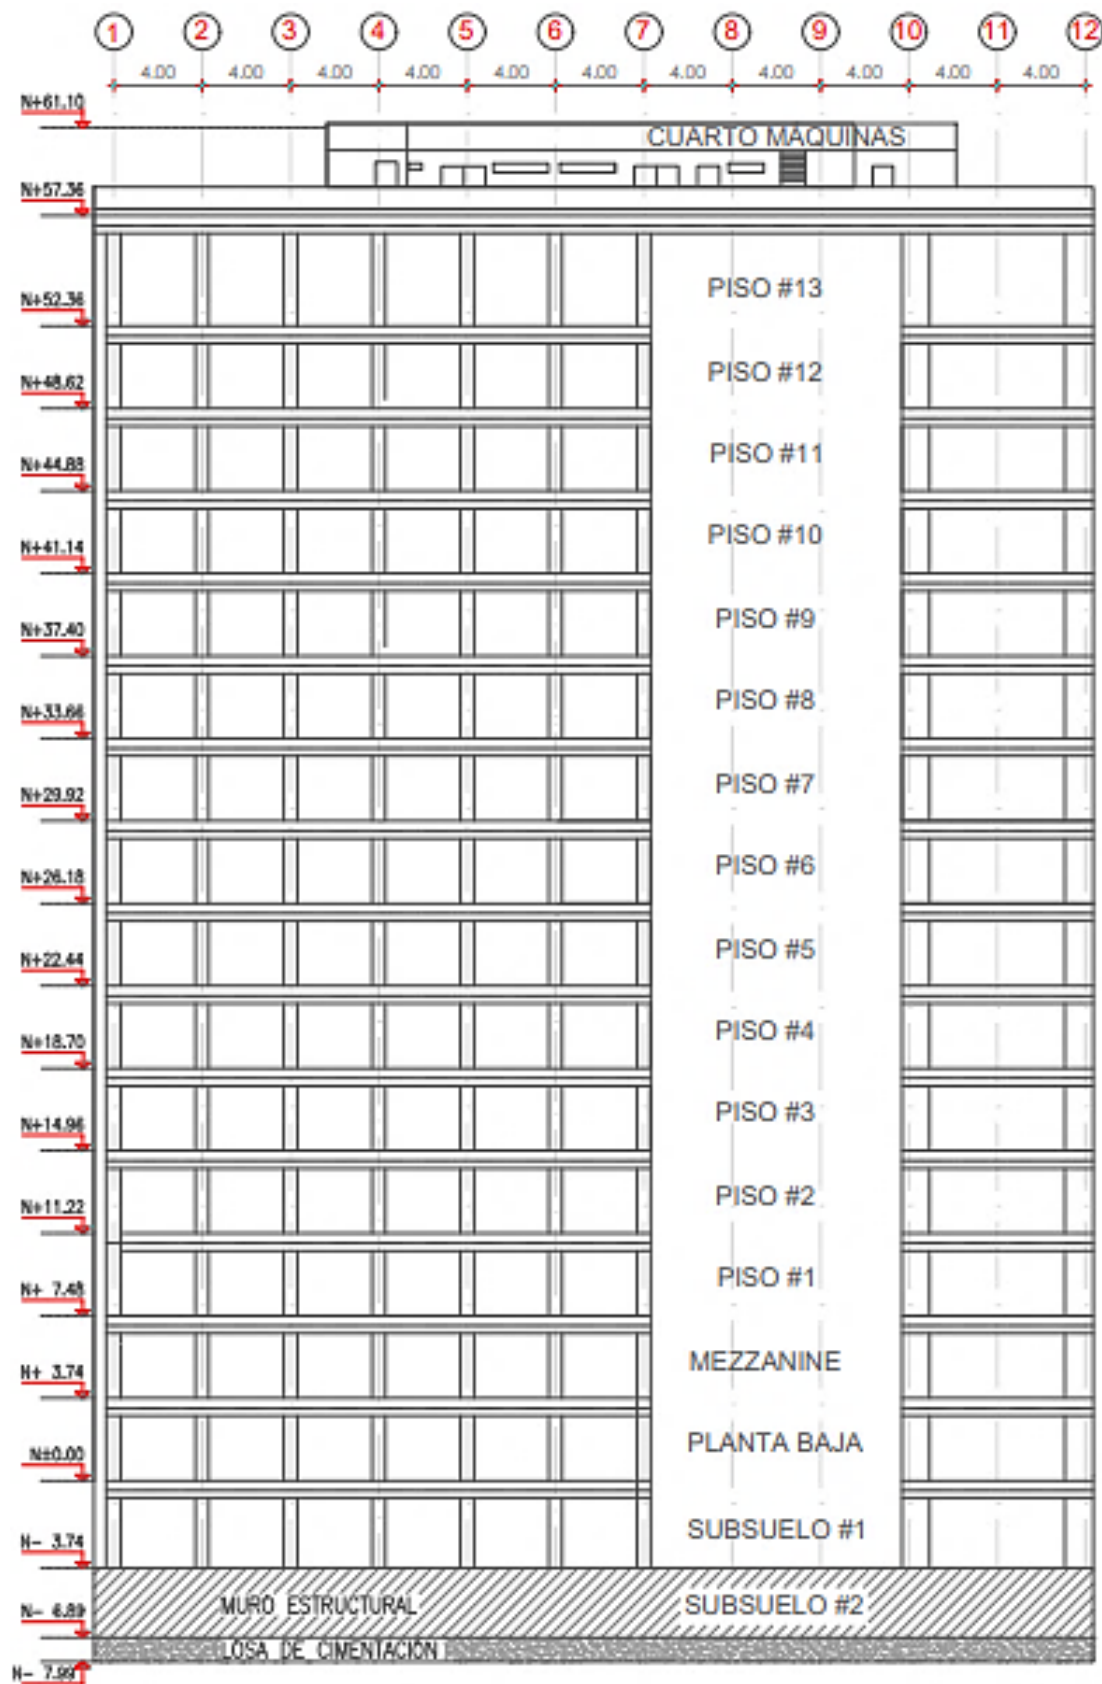 1 2 3 4 5 6 7 8 9 10 11 12
4.00 4.00 4.00 4.00 4.00 4.00 4.00 4.00 4.00 4.00 4.00
N+61.10
CUARTO MÁQUINAS
N+57.36
PISO #13
N+52.36
PISO #12
N+48.62
PISO #11
N+44.88
PISO #10
N+41.14
PISO #9
N+37.40
PISO #8
N+33.66
PISO #7
N+29.92
PISO #6
N+26.18
PISO #5
N+22.44
PISO #4
N+18.70
PISO #3
N+14.96
PISO #2
N+11.22
PISO #1
N+ 7.48
MEZZANINE
N+ 3.74
PLANTA BAJA
N±0.00
SUBSUELO #1
N- 3.74
MURO ESTRUCTURAL SUBSUELO #2
N- 6.89
LOSA DE CIMENTACIÓN
N- 7.99